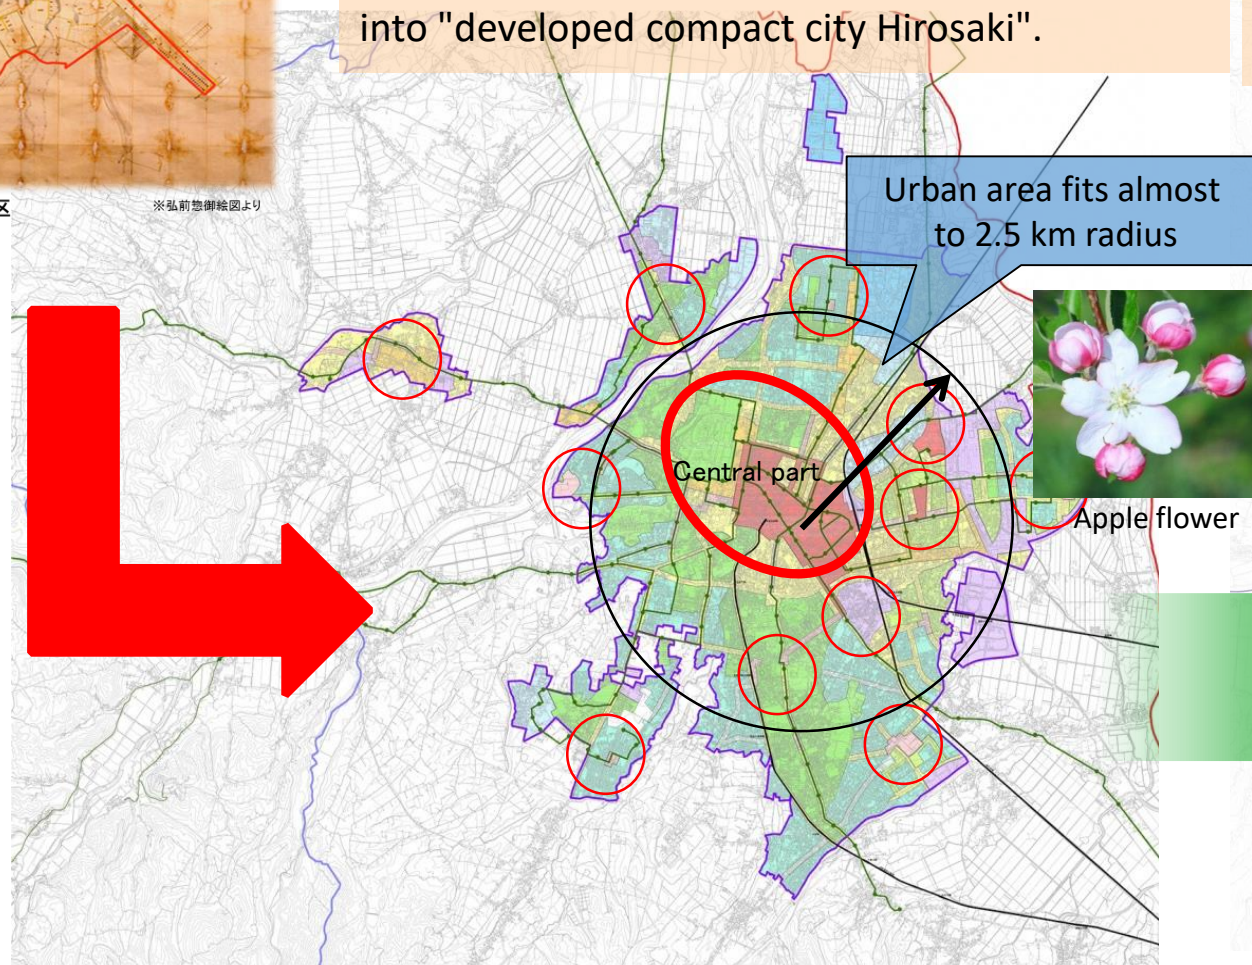 into "developed compact city Hirosaki".
区
※弘前惣御絵図より
Urban area fits almost
to 2.5 km radius
Central part
Apple flower